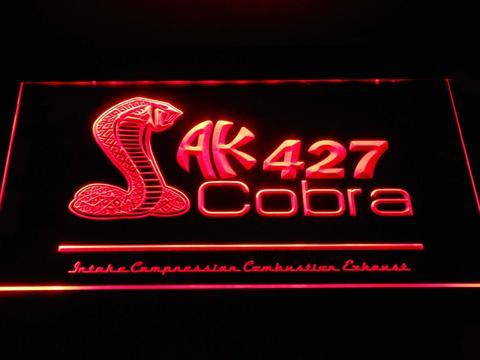 AK 427
Cobra
Intake Compression Combustion Exhaust